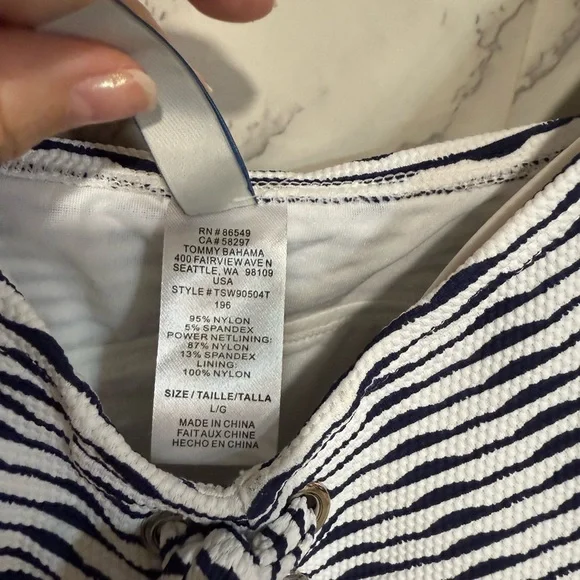 RN # 86549
CA # 58297
TOMMY BAHAMA
400 FAIRVIEW AVE N
SEATTLE, WA 98109
USA
STYLE # TSW90504T
196
95% NYLON
5% SPANDEX
POWER NETLINING:
87% NYLON
13% SPANDEX
LINING:
100% NYLON
SIZE / TAILLE/TALLA
L/G
MADE IN CHINA
FAIT AUX CHINE
HECHO EN CHINA